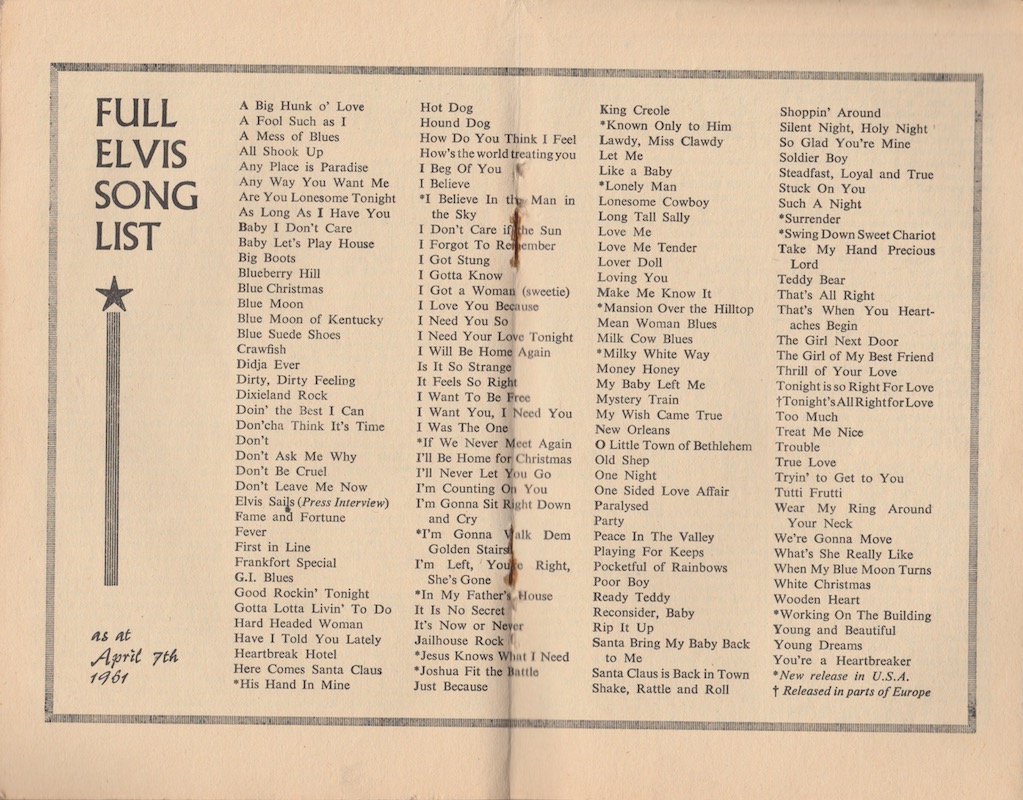 FULL
ELVIS
SONG
LIST
as at
April 7th
1961
A Big Hunk o' Love
A Fool Such as I
A Mess of Blues
All Shook Up
Any Place is Paradise
Any Way You Want Me
Are You Lonesome Tonight
As Long As I Have You
Baby I Don't Care
Baby Let's Play House
Big Boots
Blueberry Hill
Blue Christmas
Blue Moon
Blue Moon of Kentucky
Blue Suede Shoes
Crawfish
Didja Ever
Dirty, Dirty Feeling
Dixieland Rock
Doin' the Best I Can
Don'cha Think It's Time
Don't
Don't Ask Me Why
Don't Be Cruel
Don't Leave Me Now
Elvis Sails (Press Interview)
Fame and Fortune
Fever
First in Line
Frankfort Special
G.I. Blues
Good Rockin' Tonight
Gotta Lotta Livin' To Do
Hard Headed Woman
Have I Told You Lately
Heartbreak Hotel
Here Comes Santa Claus
*His Hand In Mine
Hot Dog
Hound Dog
How Do You Think I Feel
How's the world treating you
I Beg Of You
I Believe
*I Believe In the Man in
the Sky
I Don't Care if the Sun
I Forgot To Remember
I Got Stung
I Gotta Know
I Got a Woman (sweetie)
I Love You Because
I Need You So
I Need Your Love Tonight
I Will Be Home Again
Is It So Strange
It Feels So Right
I Want To Be Free
I Want You, I Need You
I Was The One
*If We Never Meet Again
I'll Be Home for Christmas
I'll Never Let You Go
I'm Counting On You
I'm Gonna Sit Right Down
and Cry
*I'm Gonna Walk Dem
Golden Stairs
I'm Left, You're Right,
She's Gone
*In My Father's House
It Is No Secret
It's Now or Never
Jailhouse Rock
*Jesus Knows What I Need
*Joshua Fit the Battle
Just Because
King Creole
*Known Only to Him
Lawdy, Miss Clawdy
Let Me
Like a Baby
*Lonely Man
Lonesome Cowboy
Long Tall Sally
Love Me
Love Me Tender
Lover Doll
Loving You
Make Me Know It
*Mansion Over the Hilltop
Mean Woman Blues
Milk Cow Blues
*Milky White Way
Money Honey
My Baby Left Me
Mystery Train
My Wish Came True
New Orleans
O Little Town of Bethlehem
Old Shep
One Night
One Sided Love Affair
Paralysed
Party
Peace In The Valley
Playing For Keeps
Pocketful of Rainbows
Poor Boy
Ready Teddy
Reconsider, Baby
Rip It Up
Santa Bring My Baby Back
to Me
Santa Claus is Back in Town
Shake, Rattle and Roll
Shoppin' Around
Silent Night, Holy Night
So Glad You're Mine
Soldier Boy
Steadfast, Loyal and True
Stuck On You
Such A Night
*Surrender
*Swing Down Sweet Chariot
Take My Hand Precious
Lord
Teddy Bear
That's All Right
That's When You Heart-
aches Begin
The Girl Next Door
The Girl of My Best Friend
Thrill of Your Love
Tonight is so Right For Love
†Tonight's All Right for Love
Too Much
Treat Me Nice
Trouble
True Love
Tryin' to Get to You
Tutti Frutti
Wear My Ring Around
Your Neck
We're Gonna Move
What's She Really Like
When My Blue Moon Turns
White Christmas
Wooden Heart
*Working On The Building
Young and Beautiful
Young Dreams
You're a Heartbreaker
*New release in U.S.A.
† Released in parts of Europe